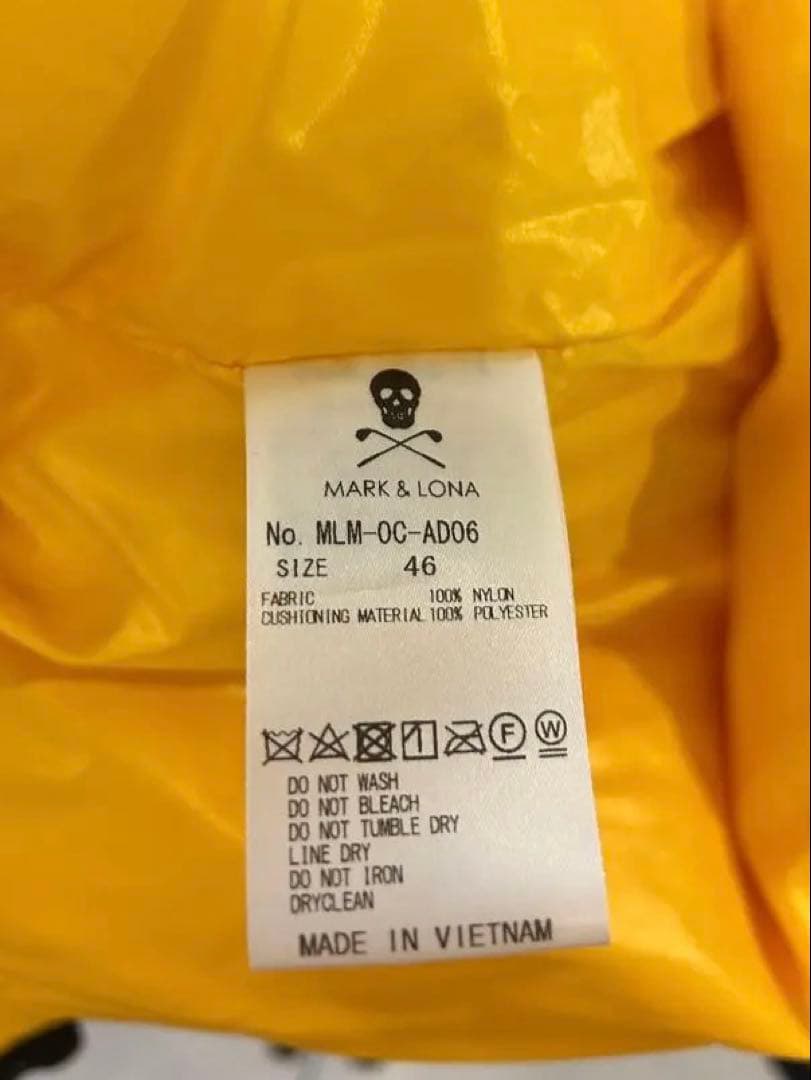 MARK & LONA
No. MLM-OC-AD06
SIZE 46
FABRIC 100% NYLON
CUSHIONING MATERIAL 100% POLYESTER
F W
DO NOT WASH
DO NOT BLEACH
DO NOT TUMBLE DRY
LINE DRY
DO NOT IRON
DRYCLEAN
MADE IN VIETNAM